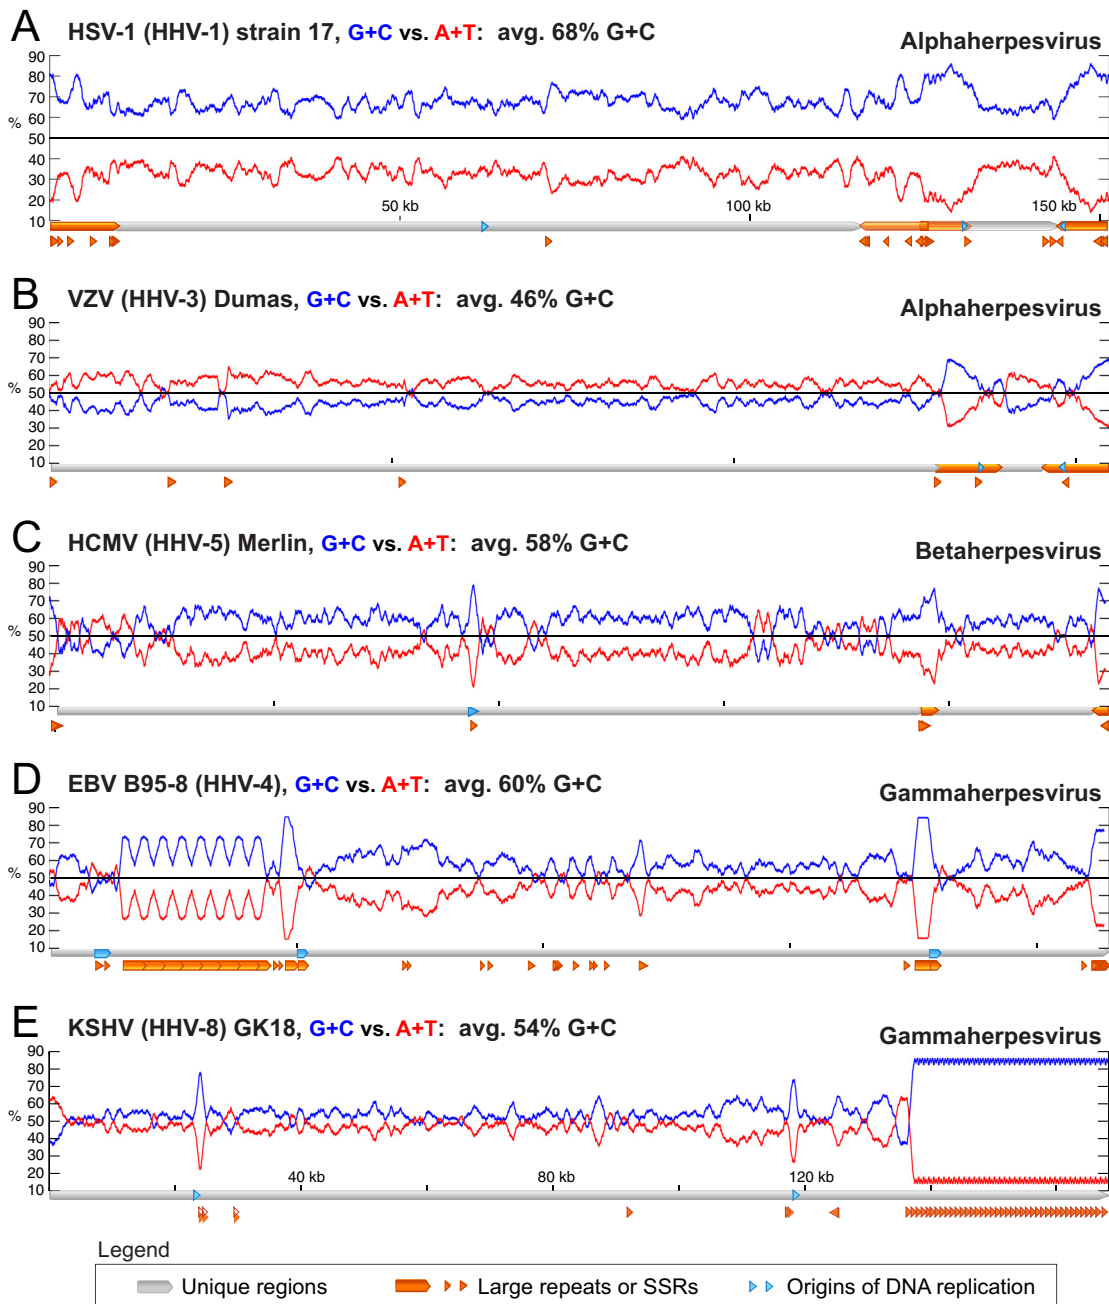 A HSV-1 (HHV-1) strain 17, G+C vs. A+T: avg. 68% G+C
Alphaherpesvirus
90
80
70
60
%
50
40
30
20
10
50 kb
100 kb
150 kb
B VZV (HHV-3) Dumas, G+C vs. A+T: avg. 46% G+C
Alphaherpesvirus
90
80
70
60
%
50
40
30
20
10
C HCMV (HHV-5) Merlin, G+C vs. A+T: avg. 58% G+C
Betaherpesvirus
90
80
70
60
%
50
40
30
20
10
D EBV B95-8 (HHV-4), G+C vs. A+T: avg. 60% G+C
Gammaherpesvirus
90
80
70
60
%
50
40
30
20
10
E KSHV (HHV-8) GK18, G+C vs. A+T: avg. 54% G+C
Gammaherpesvirus
90
80
70
60
%
50
40
30
20
10
40 kb
80 kb
120 kb
Legend
Unique regions
Large repeats or SSRs
Origins of DNA replication